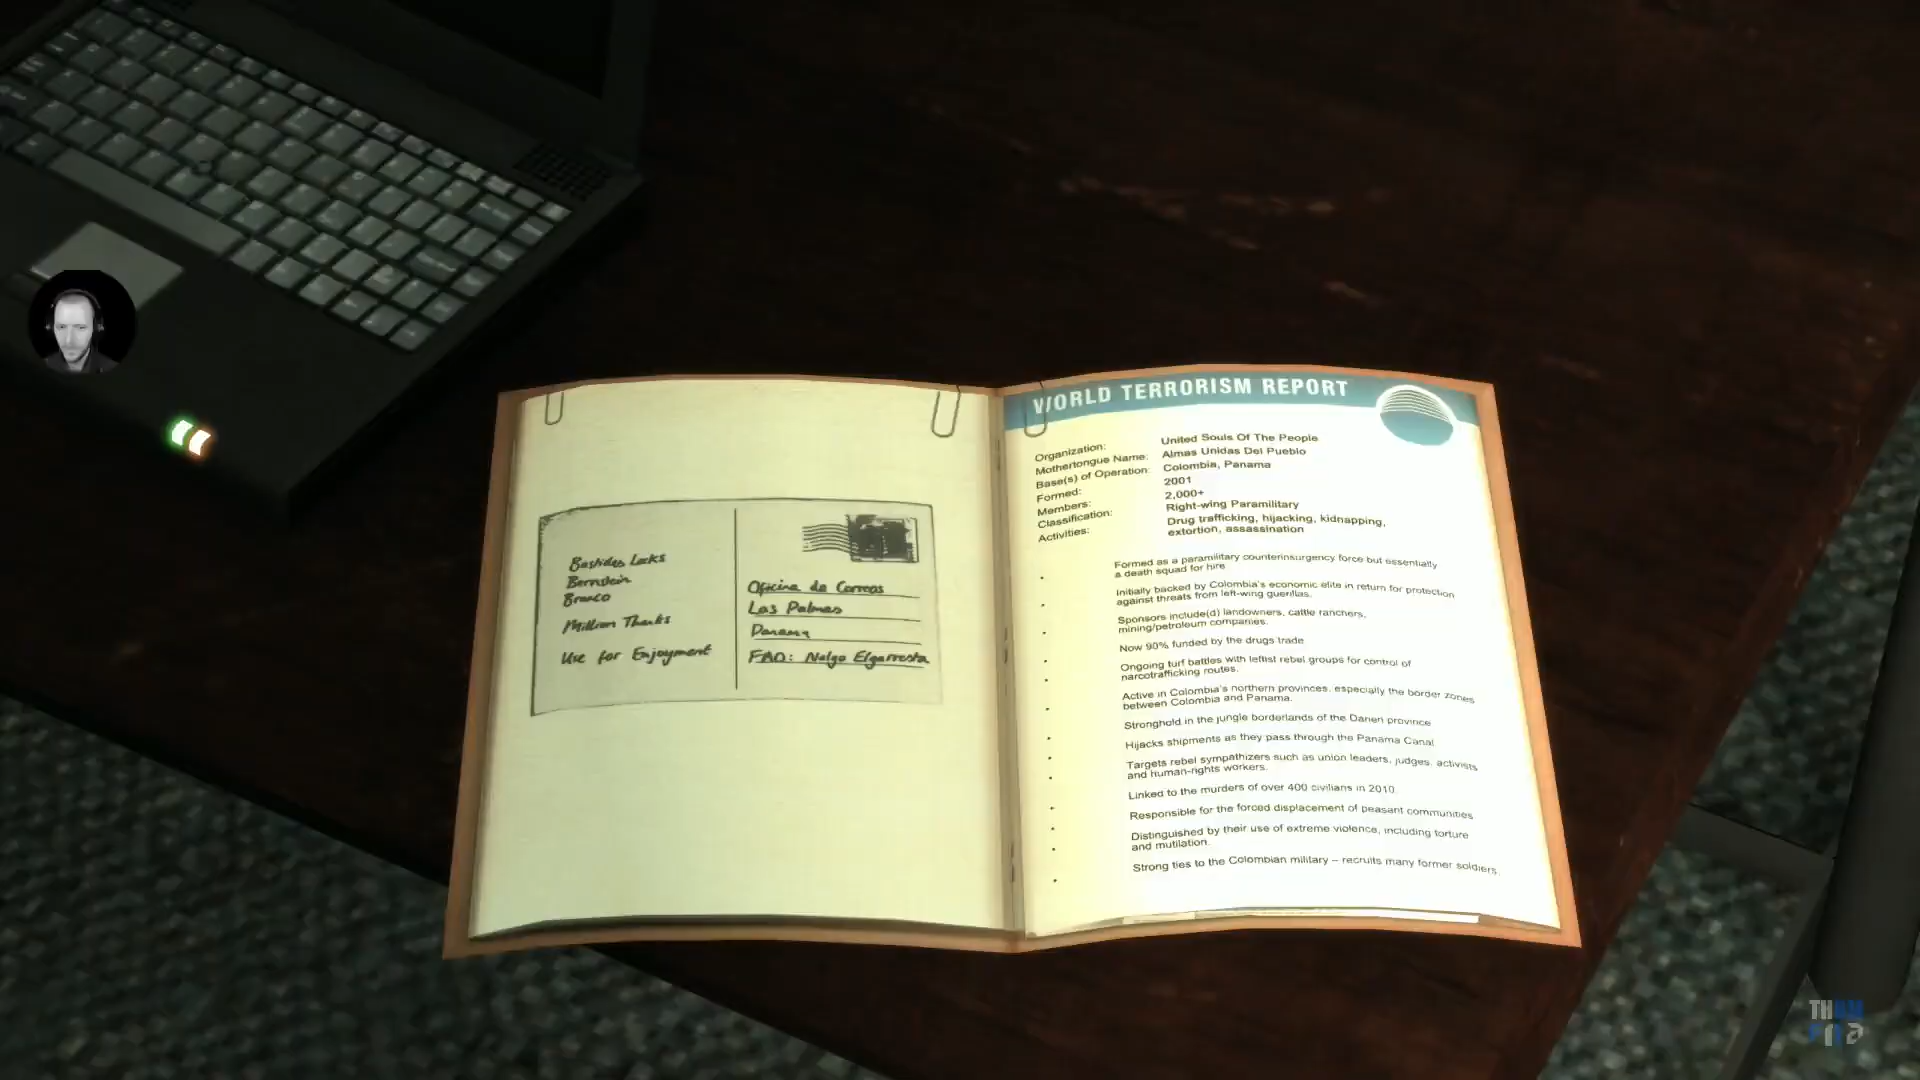 Bastides Locks
Bernstein
Branco
Million Thanks
Use for Enjoyment
Oficina de Correos
Las Palmas
Panama
FAO: Nelgo Elgarresta
WORLD TERRORISM REPORT
Organization: United Souls Of The People
Mothertongue Name: Almas Unidas Del Pueblo
Base(s) of Operation: Colombia, Panama
Formed: 2001
Members: 2,000+
Classification: Right-wing Paramilitary
Activities: Drug trafficking, hijacking, kidnapping,
extortion, assassination
Formed as a paramilitary counterinsurgency force but essentially
a death squad for hire
Initially backed by Colombia's economic elite in return for protection
against threats from left-wing guerillas.
Sponsors include(d) landowners, cattle ranchers,
mining/petroleum companies.
Now 90% funded by the drugs trade
Ongoing turf battles with leftist rebel groups for control of
narcotrafficking routes.
Active in Colombia's northern provinces, especially the border zones
between Colombia and Panama.
Stronghold in the jungle borderlands of the Darien province
Hijacks shipments as they pass through the Panama Canal
Targets rebel sympathizers such as union leaders, judges, activists
and human-rights workers.
Linked to the murders of over 400 civilians in 2010.
Responsible for the forced displacement of peasant communities
Distinguished by their use of extreme violence, including torture
and mutilation.
Strong ties to the Colombian military – recruits many former soldiers.